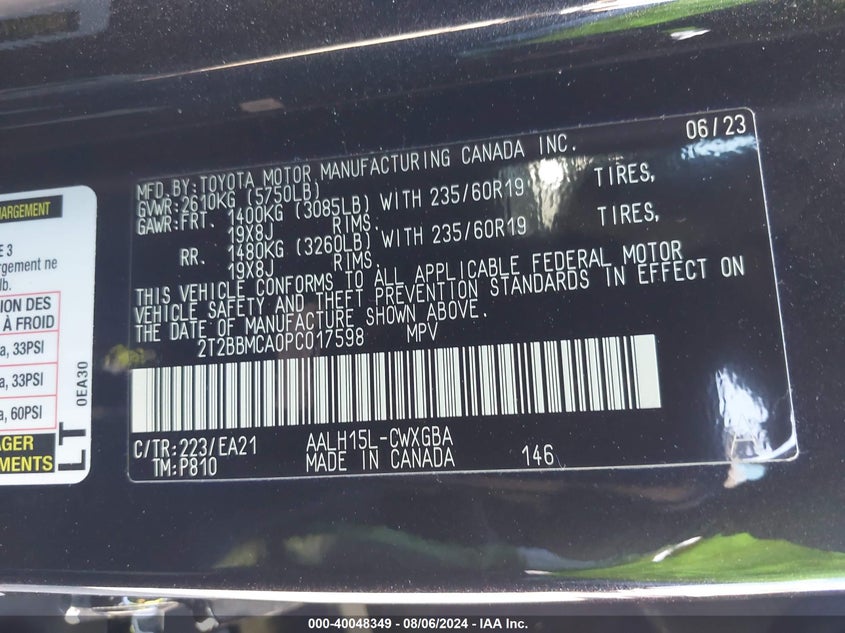 MFD.BY:TOYOTA MOTOR MANUFACTURING CANADA INC. 06/23
GVWR:2610KG (5750LB)
GAWR:FRT. 1400KG (3085LB) WITH 235/60R19 TIRES,
19X8J RIMS.
RR. 1480KG (3260LB) WITH 235/60R19 TIRES,
19X8J RIMS.
THIS VEHICLE CONFORMS TO ALL APPLICABLE FEDERAL MOTOR
VEHICLE SAFETY AND THEFT PREVENTION STANDARDS IN EFFECT ON
THE DATE OF MANUFACTURE SHOWN ABOVE.
2T2BBMCA0PC017598 MPV
C/TR:223/EA21 AALH15L-CWXGBA
TM:P810 MADE IN CANADA 146
HARGEMENT
E 3
argement ne
lb.
ION DES
À FROID
a, 33PSI
a, 33PSI
a, 60PSI
AGER
EMENTS
LT
0EA30
000-40048349 - 08/06/2024 - IAA Inc.